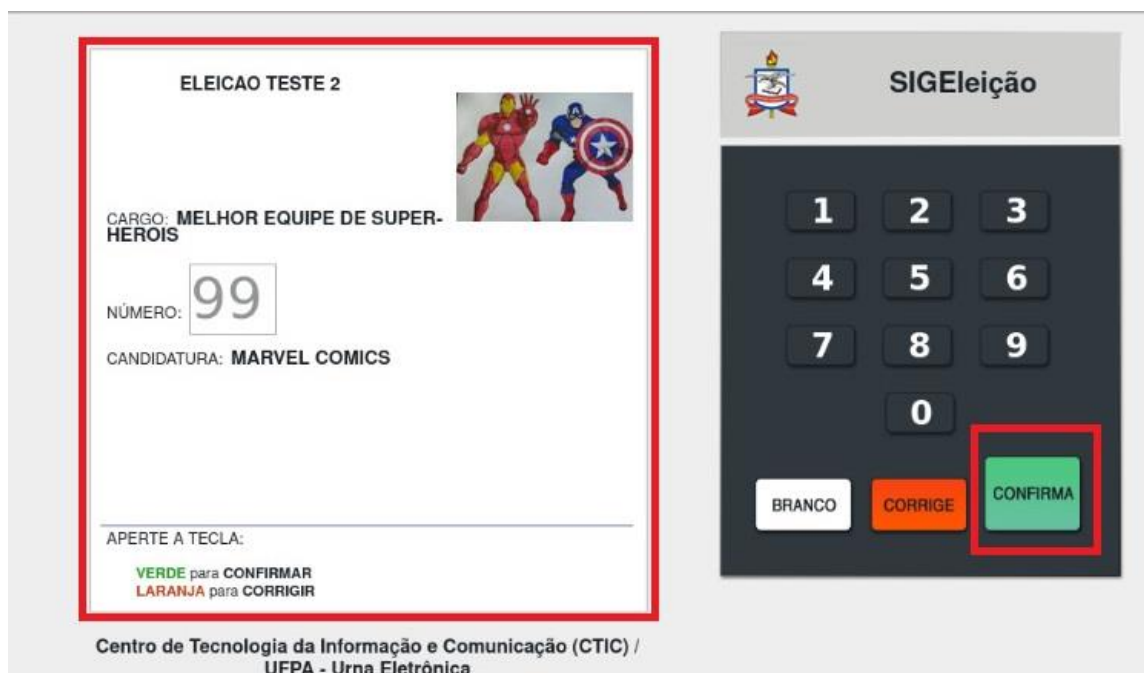 ELEICAO TESTE 2
CARGO: MELHOR EQUIPE DE SUPER-
HEROIS
NÚMERO: 99
CANDIDATURA: MARVEL COMICS
APERTE A TECLA:
VERDE para CONFIRMAR
LARANJA para CORRIGIR
SIGEleição
1 2 3
4 5 6
7 8 9
0
BRANCO CORRIGE CONFIRMA
Centro de Tecnologia da Informação e Comunicação (CTIC) /
UFPA - Urna Eletrônica